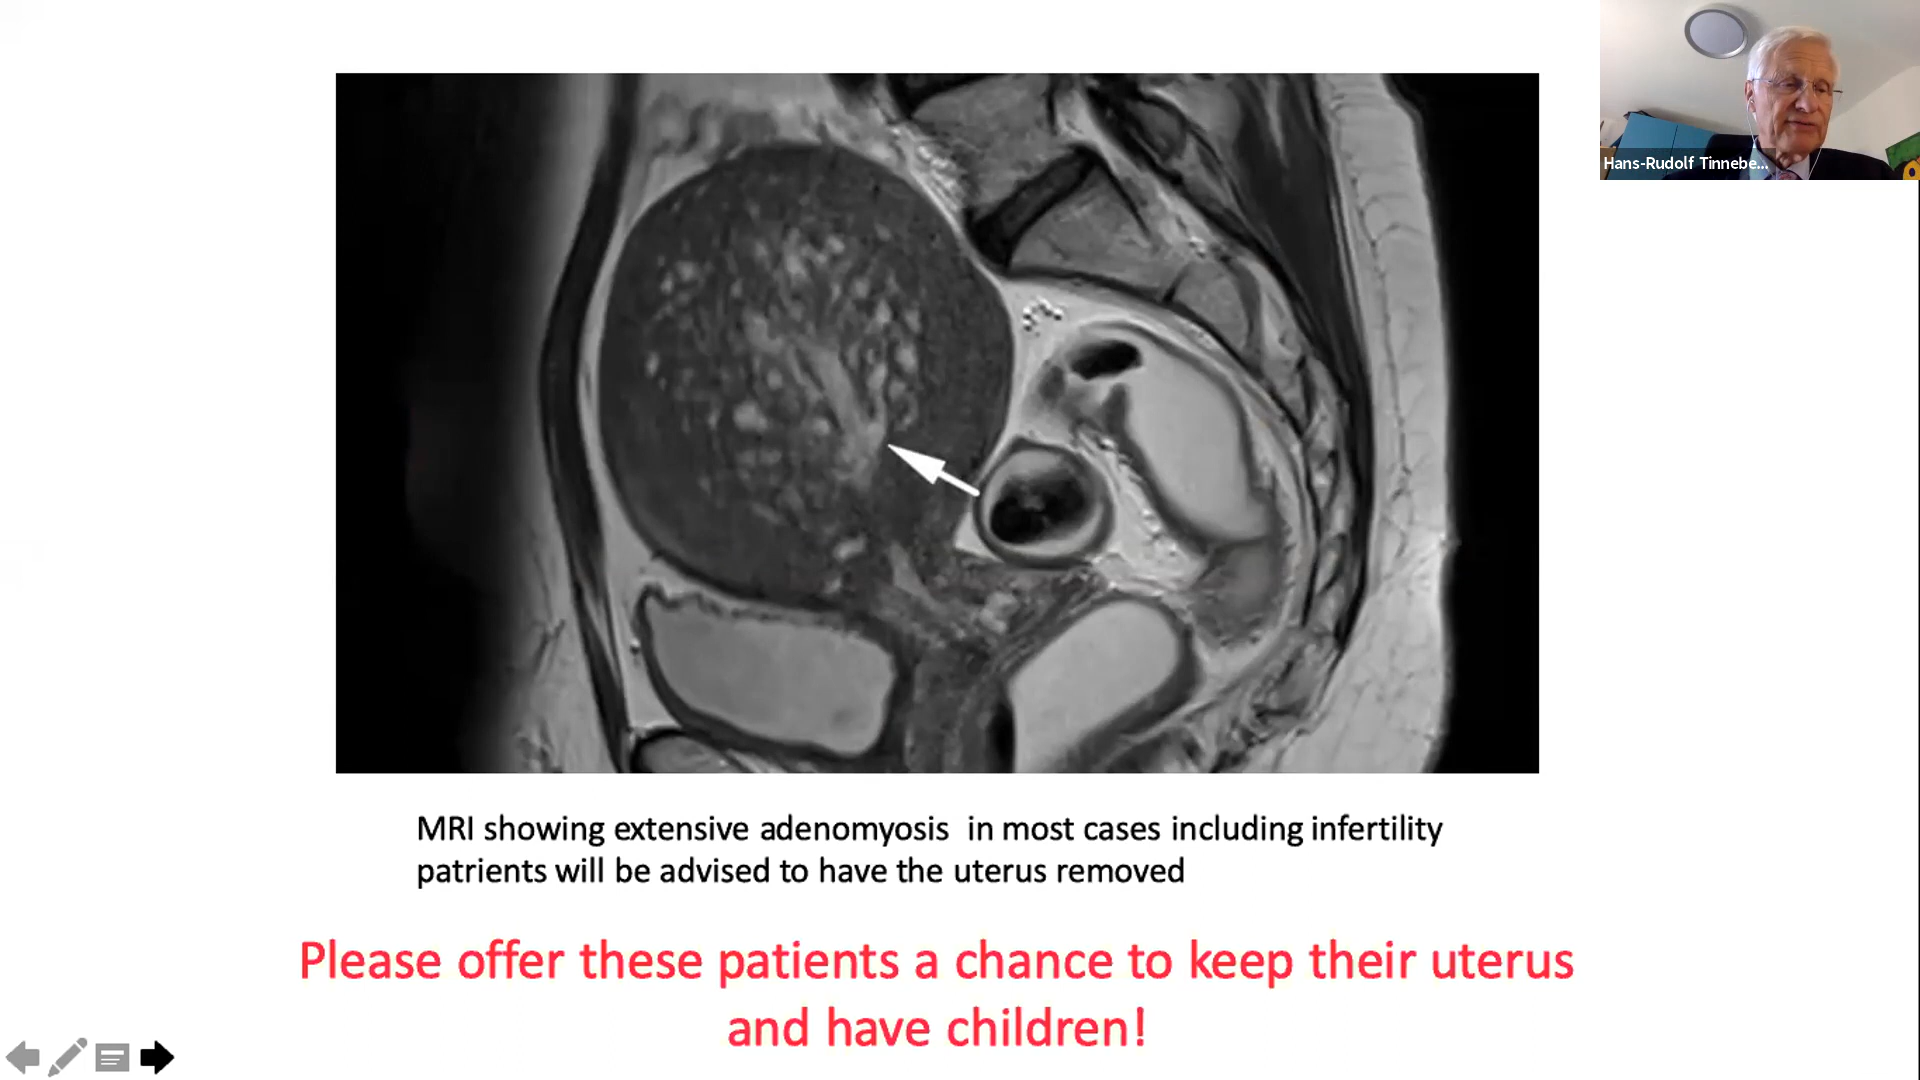 Hans-Rudolf Tinnebe...
MRI showing extensive adenomyosis in most cases including infertility
patrients will be advised to have the uterus removed
Please offer these patients a chance to keep their uterus
and have children!